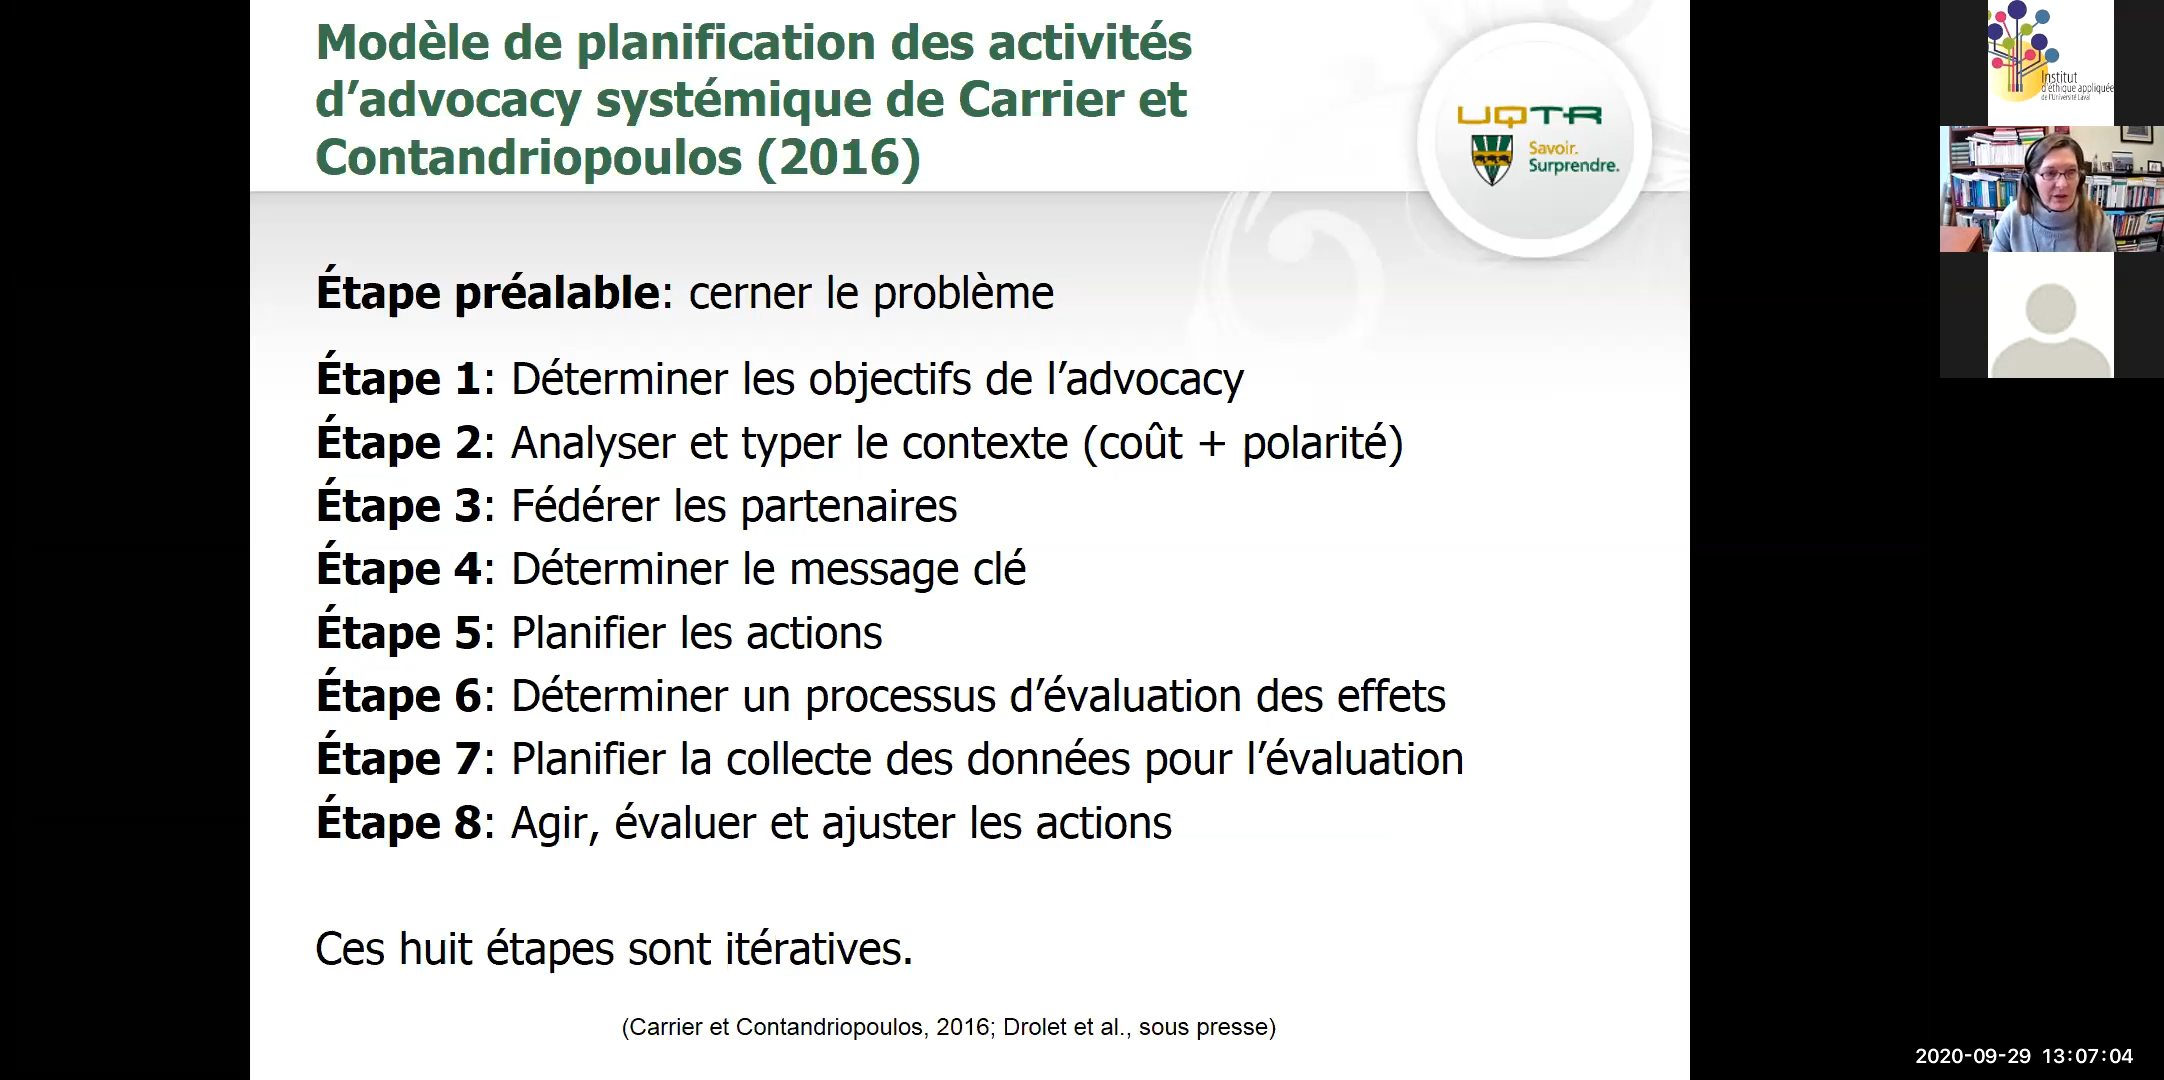 Modèle de planification des activités
d’advocacy systémique de Carrier et
Contandriopoulos (2016)
UQTR
Savoir.
Surprendre.
Étape préalable: cerner le problème
Étape 1: Déterminer les objectifs de l’advocacy
Étape 2: Analyser et typer le contexte (coût + polarité)
Étape 3: Fédérer les partenaires
Étape 4: Déterminer le message clé
Étape 5: Planifier les actions
Étape 6: Déterminer un processus d’évaluation des effets
Étape 7: Planifier la collecte des données pour l’évaluation
Étape 8: Agir, évaluer et ajuster les actions
Ces huit étapes sont itératives.
(Carrier et Contandriopoulos, 2016; Drolet et al., sous presse)
Institut
d'éthique appliquée
de l'Université Laval
2020-09-29 13:07:04